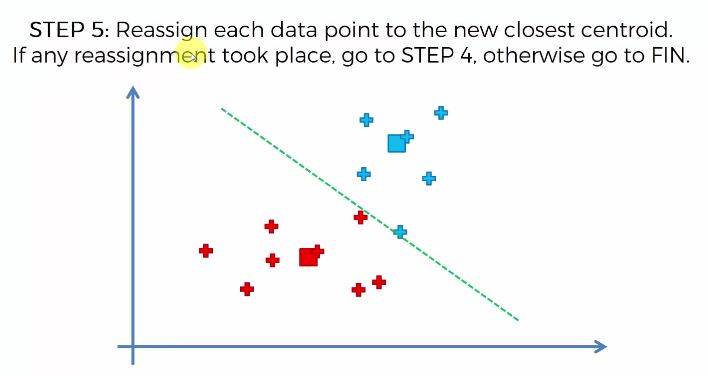 STEP 5: Reassign each data point to the new closest centroid.
If any reassignment took place, go to STEP 4, otherwise go to FIN.